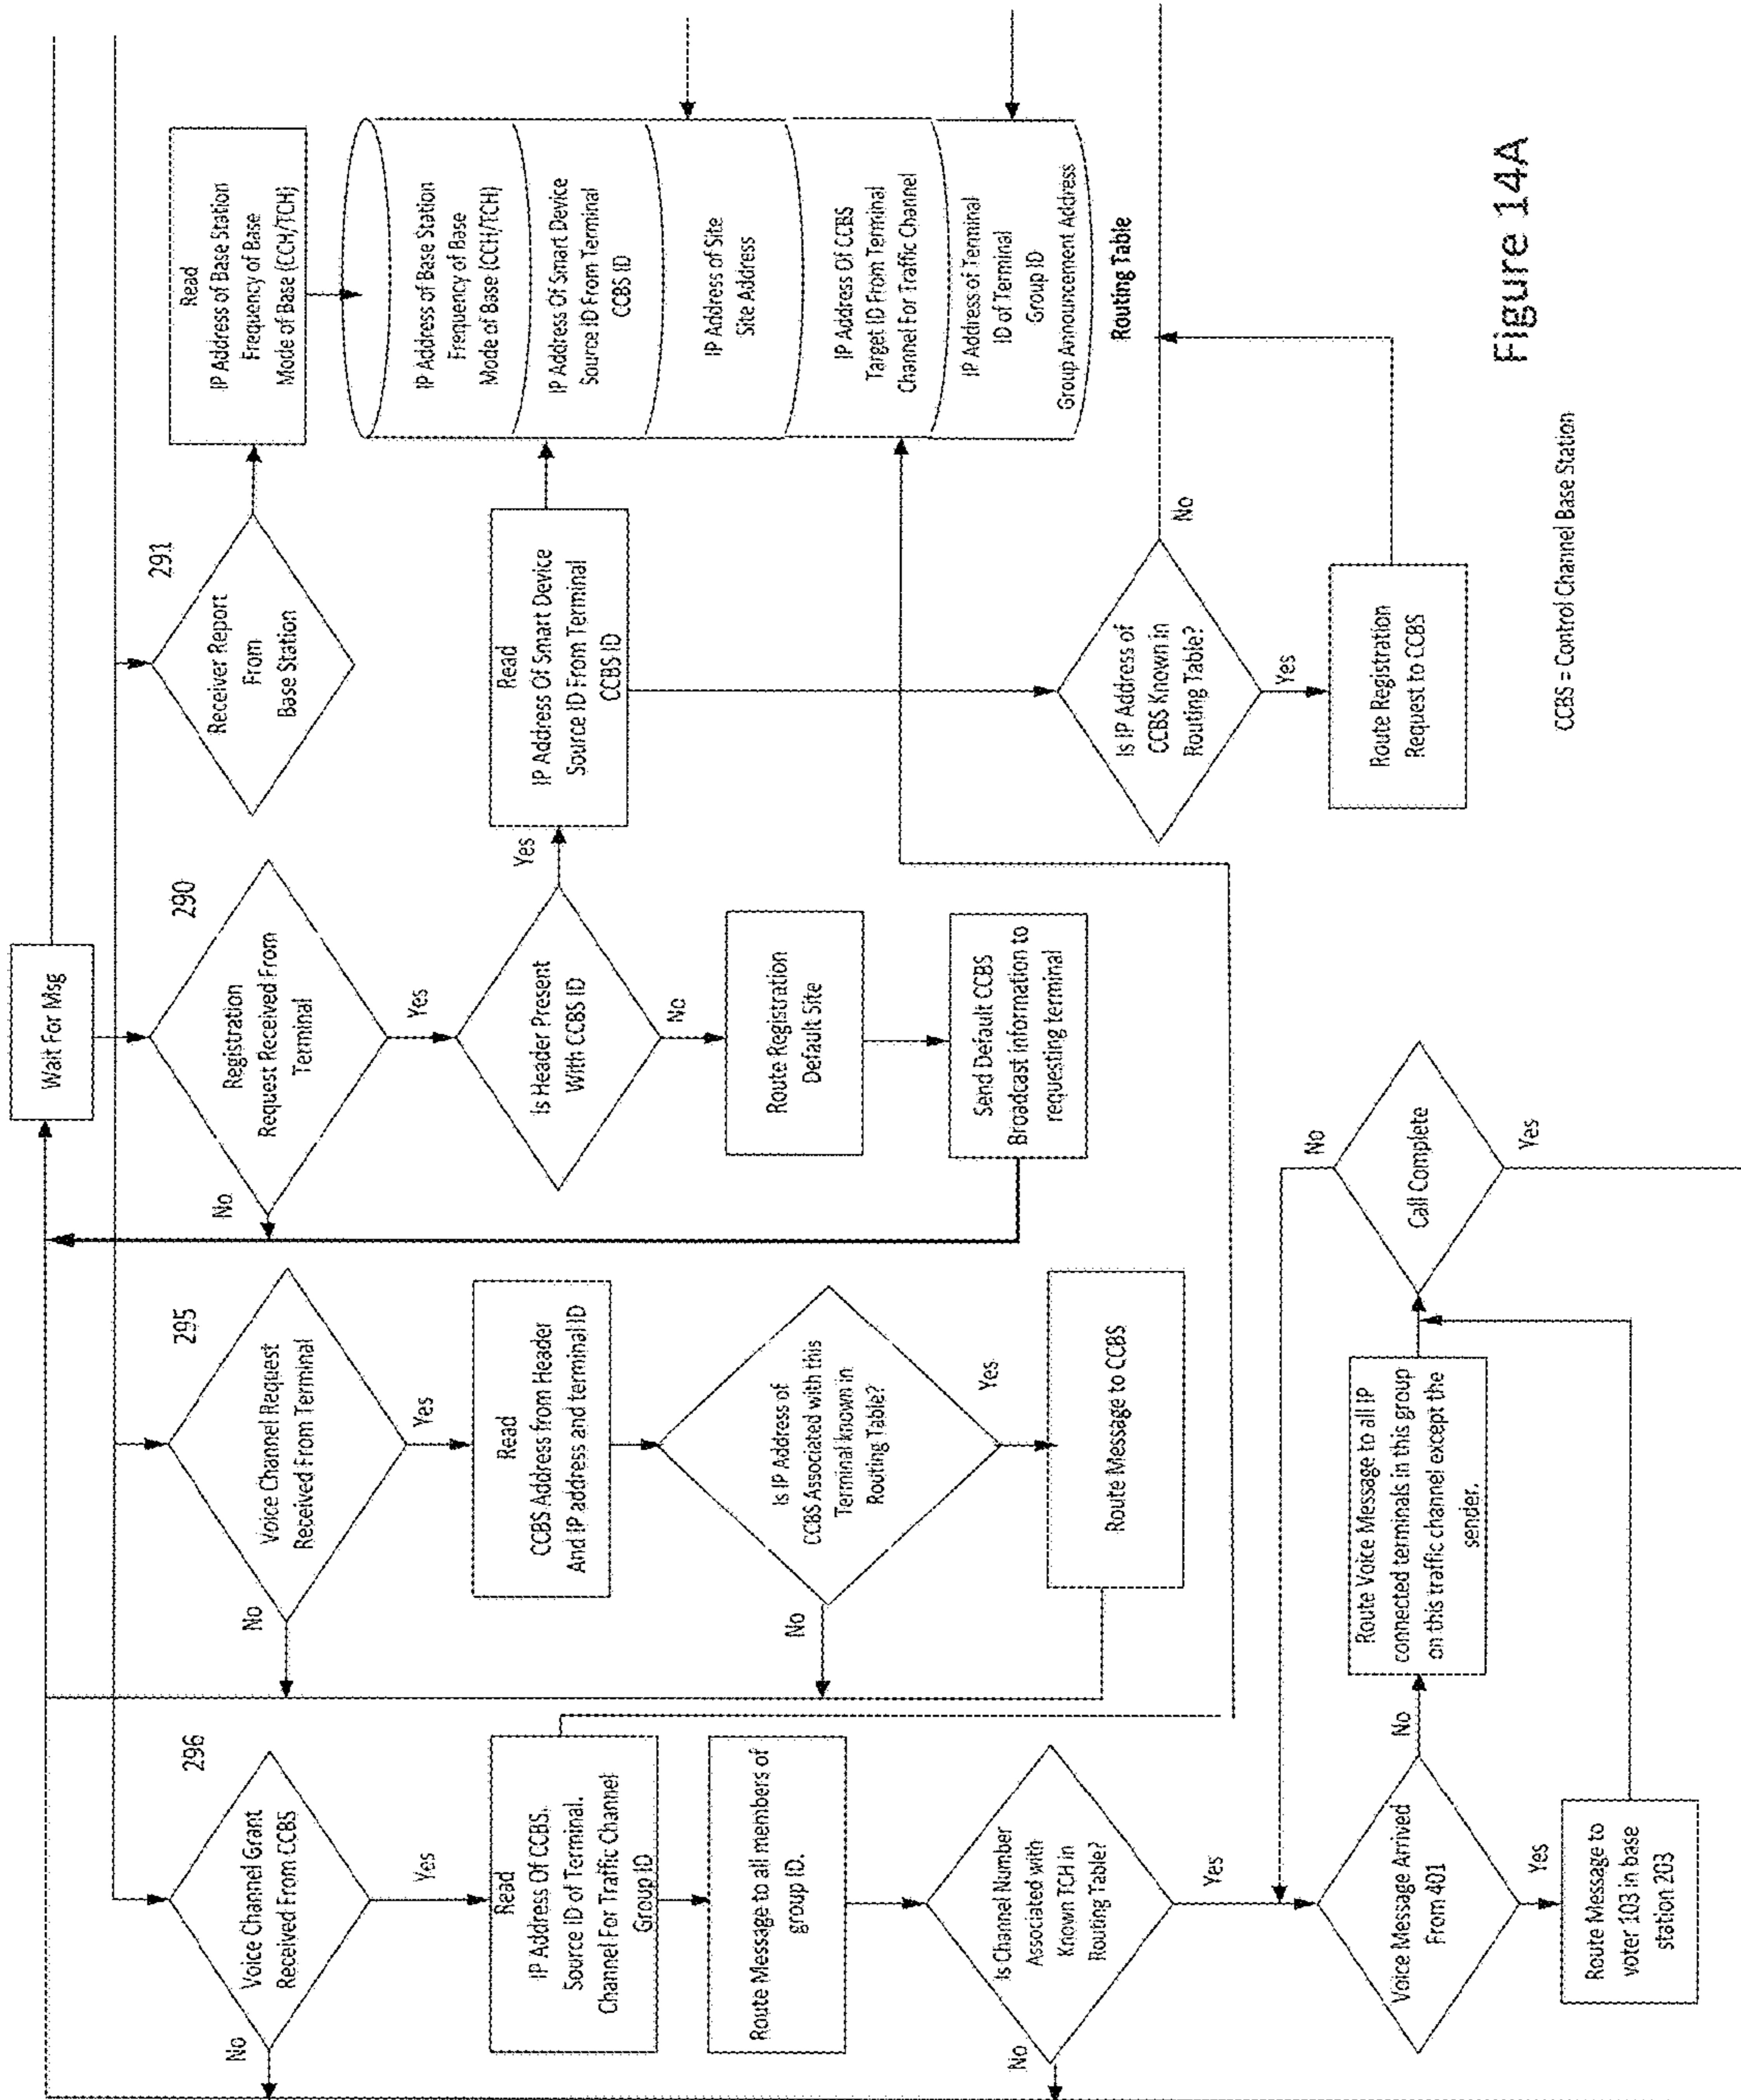 Wait For Msg
296
Voice Channel Grant
Received From CCBS
No
Yes
Read
IP Address Of CCBS.
Source ID of Terminal.
Channel For Traffic Channel
Group ID
Route Message to all members of
group ID.
Is Channel Number
Associated with
Known TCH in
Routing Table?
No
Yes
Voice Message Arrived
From 401
No
Yes
Route Message to
voter 103 in base
station 203
Route Voice Message to all IP
connected terminals in this group
on this traffic channel except the
sender.
Call Complete
No
Yes
295
Voice Channel Request
Received From Terminal
No
Yes
Read
CCBS Address from Header
And IP address and terminal ID
Is IP Address of
CCBS Associated with this
Terminal known in
Routing Table?
No
Yes
Route Message to CCBS
290
Registration
Request Received From
Terminal
No
Yes
Is Header Present
With CCBS ID
Yes
No
Route Registration
Default Site
Send Default CCBS
Broadcast information to
requesting terminal
Read
IP Address Of Smart Device
Source ID From Terminal
CCBS ID
Is IP Address of
CCBS Known in
Routing Table?
No
Yes
Route Registration
Request to CCBS
291
Receiver Report
From
Base Station
Read
IP Address of Base Station
Frequency of Base
Mode of Base (CCH/TCH)
IP Address of Base Station
Frequency of Base
Mode of Base (CCH/TCH)
IP Address Of Smart Device
Source ID From Terminal
CCBS ID
IP Address of Site
Site Address
IP Address Of CCBS
Target ID From Terminal
Channel For Traffic Channel
IP Address of Terminal
ID of Terminal
Group ID
Group Announcement Address
Routing Table
CCBS = Control Channel Base Station
Figure 14A